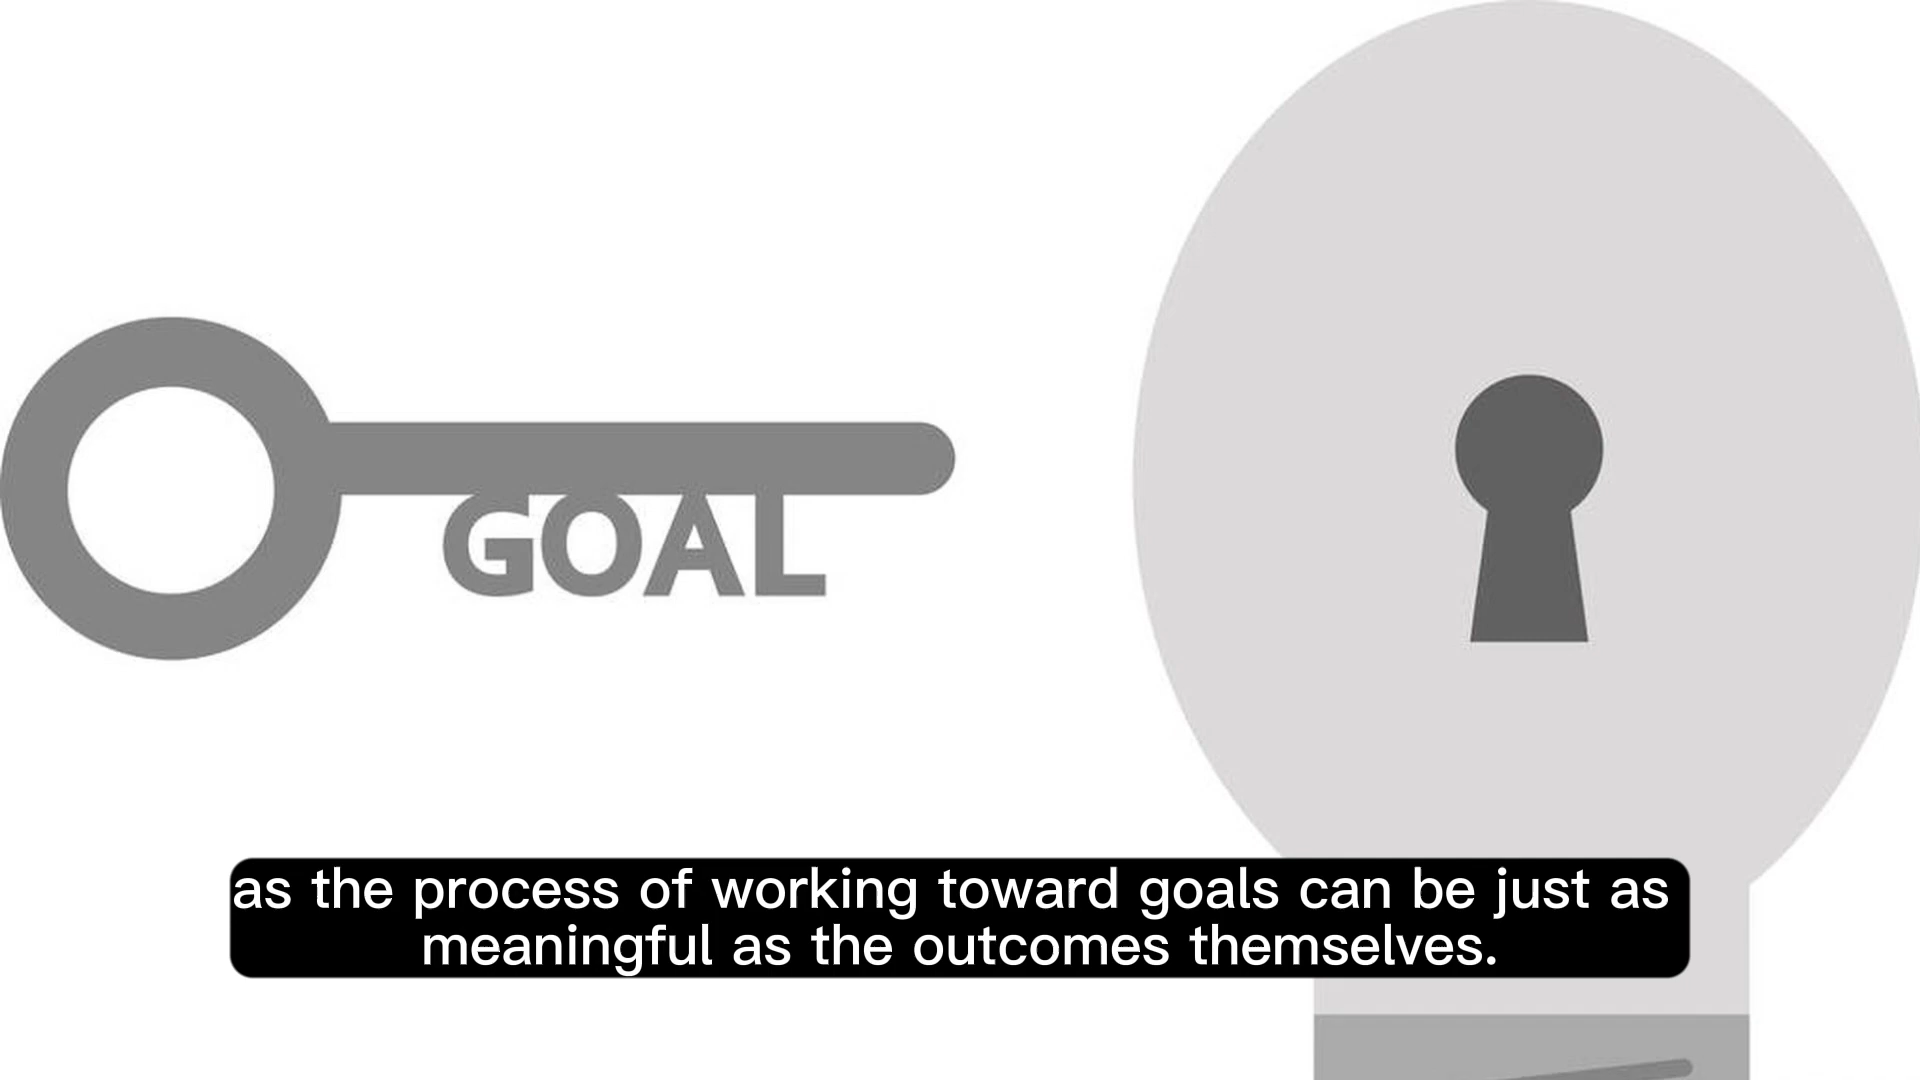 GOAL
as the process of working toward goals can be just as
meaningful as the outcomes themselves.